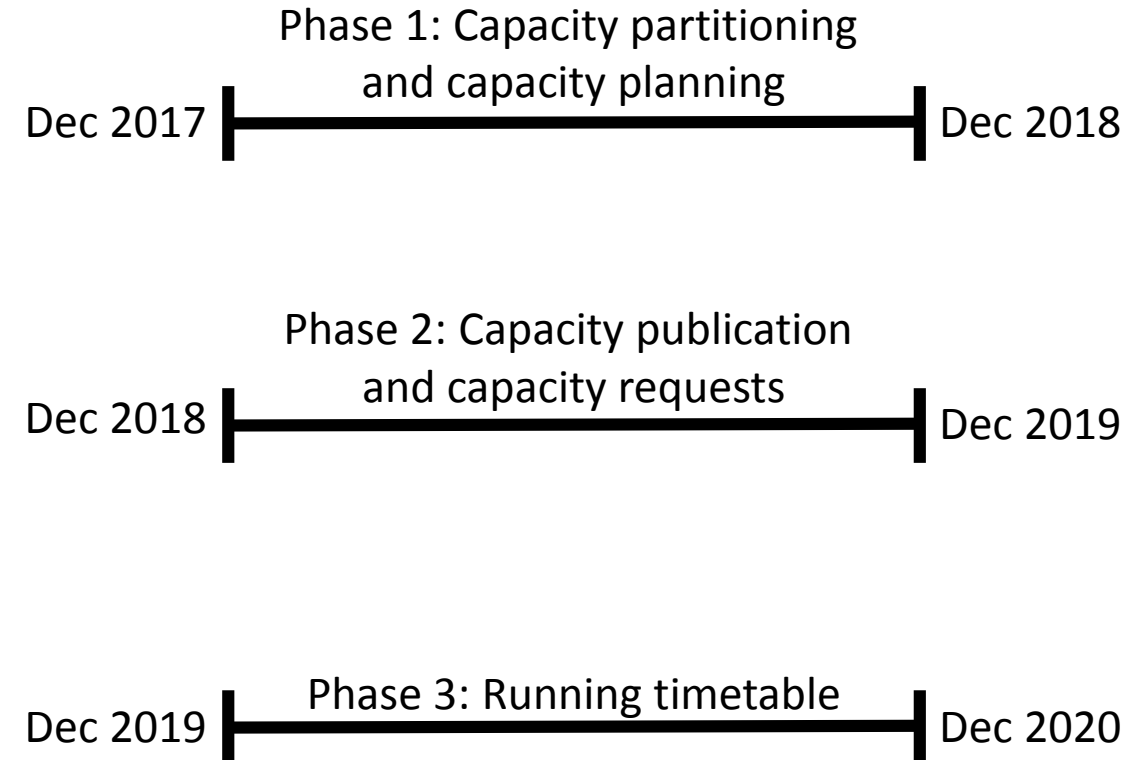 Phase 1: Capacity partitioning
and capacity planning
Dec 2017
Dec 2018
Phase 2: Capacity publication
and capacity requests
Dec 2018
Dec 2019
Phase 3: Running timetable
Dec 2019
Dec 2020